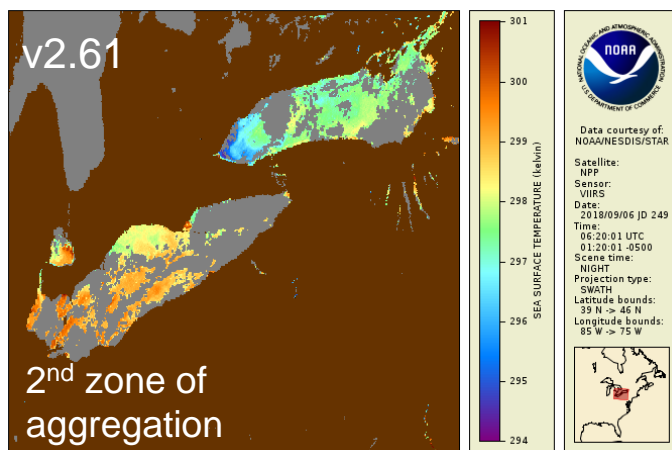 v2.61
2nd zone of
aggregation
301
300
299
298
297
296
295
294
SEA SURFACE TEMPERATURE (kelvin)
NATIONAL OCEANIC AND ATMOSPHERIC ADMINISTRATION
NOAA
U.S. DEPARTMENT OF COMMERCE
Data courtesy of:
NOAA/NESDIS/STAR
Satellite:
NPP
Sensor:
VIIRS
Date:
2018/09/06 JD 249
Time:
06:20:01 UTC
01:20:01 -0500
Scene time:
NIGHT
Projection type:
SWATH
Latitude bounds:
39 N -> 46 N
Longitude bounds:
85 W -> 75 W